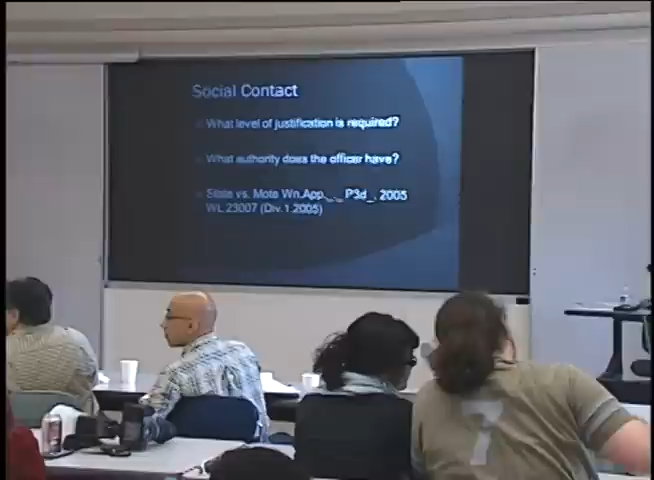 Social Contact
What level of justification is required?
What authority does the officer have?
State vs. Mote Wn.App._ _ P3d_. 2005
WL 23007 (Div.1.2005)
7